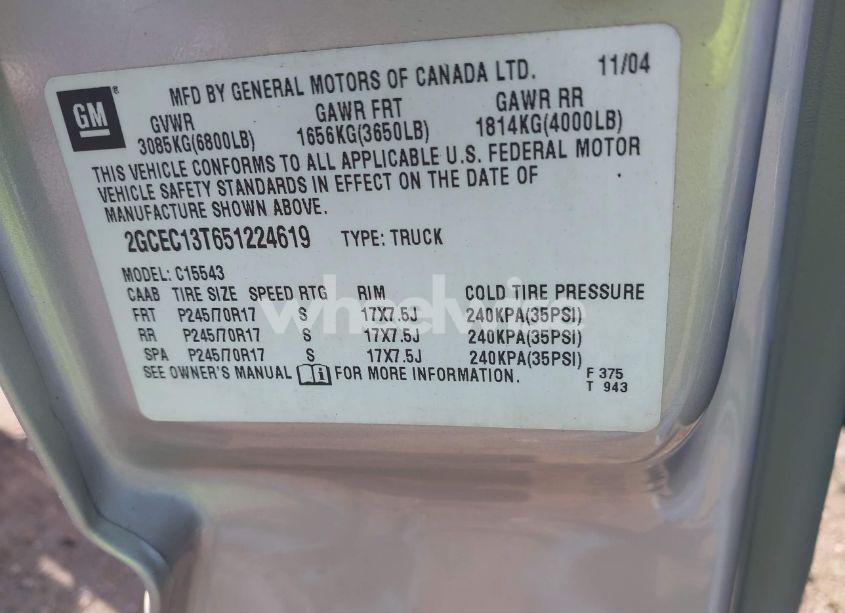 GM
MFD BY GENERAL MOTORS OF CANADA LTD. 11/04
GVWR GAWR FRT GAWR RR
3085KG(6800LB) 1656KG(3650LB) 1814KG(4000LB)
THIS VEHICLE CONFORMS TO ALL APPLICABLE U.S. FEDERAL MOTOR
VEHICLE SAFETY STANDARDS IN EFFECT ON THE DATE OF
MANUFACTURE SHOWN ABOVE.
2GCEC13T651224619 TYPE: TRUCK
MODEL: C15543
CAAB TIRE SIZE SPEED RTG RIM COLD TIRE PRESSURE
FRT P245/70R17 S 17X7.5J 240KPA(35PSI)
RR P245/70R17 S 17X7.5J 240KPA(35PSI)
SPA P245/70R17 S 17X7.5J 240KPA(35PSI)
SEE OWNER'S MANUAL FOR MORE INFORMATION.
F 375
T 943
wheelwire